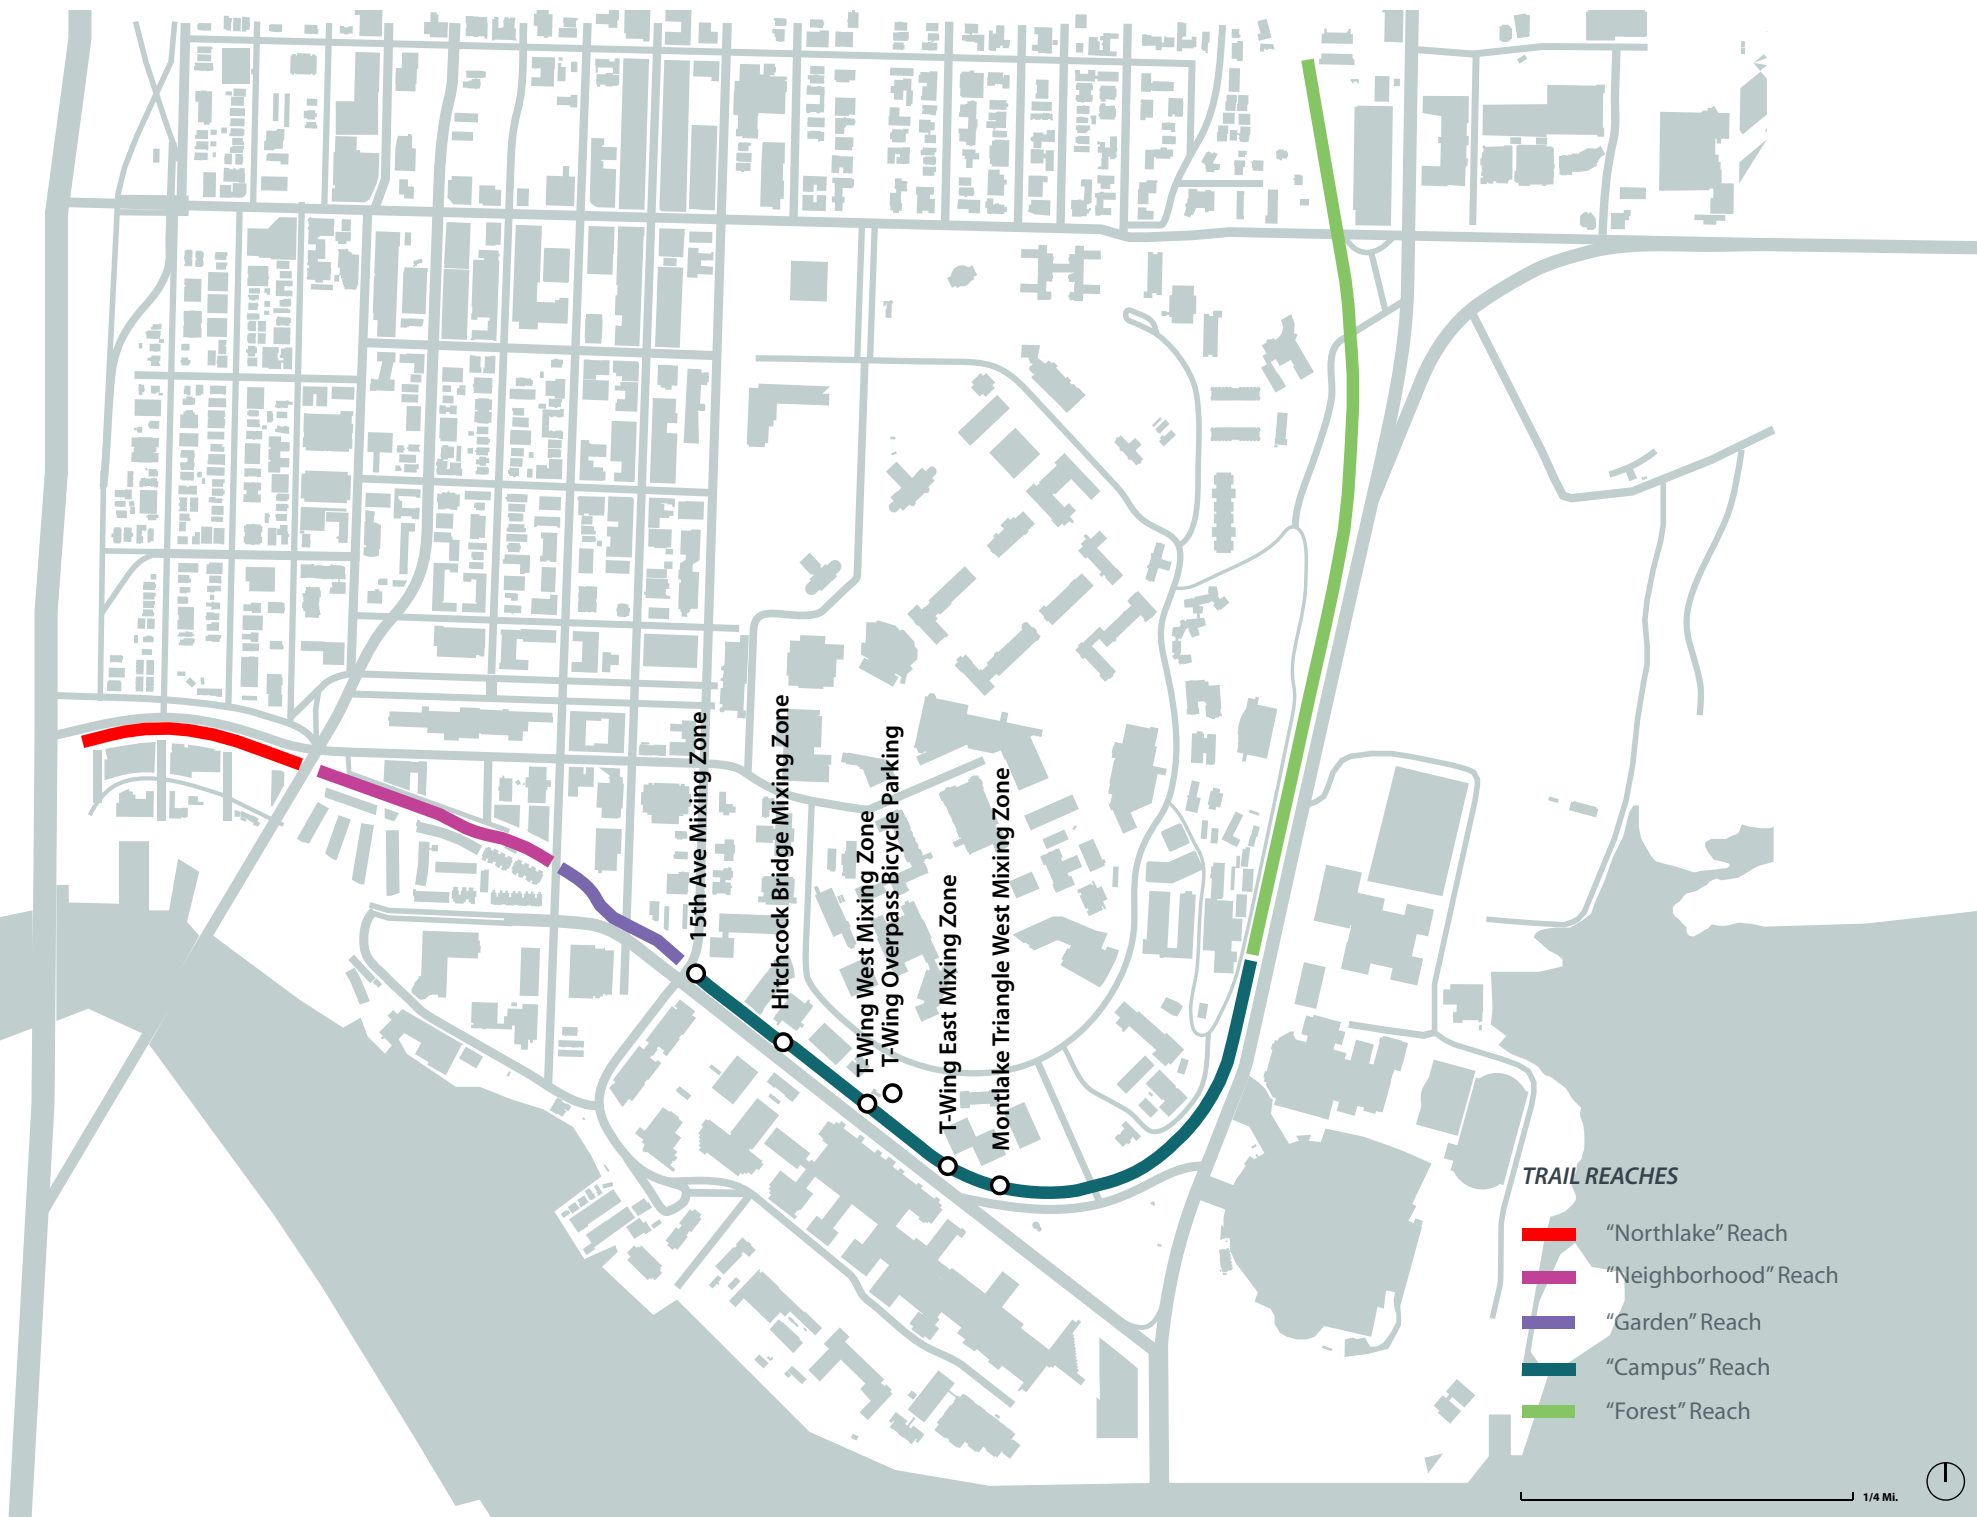 15th Ave Mixing Zone
Hitchcock Bridge Mixing Zone
T-Wing West Mixing Zone
T-Wing Overpass Bicycle Parking
T-Wing East Mixing Zone
Montlake Triangle West Mixing Zone
TRAIL REACHES
“Northlake” Reach
“Neighborhood” Reach
“Garden” Reach
“Campus” Reach
“Forest” Reach
1/4 Mi.